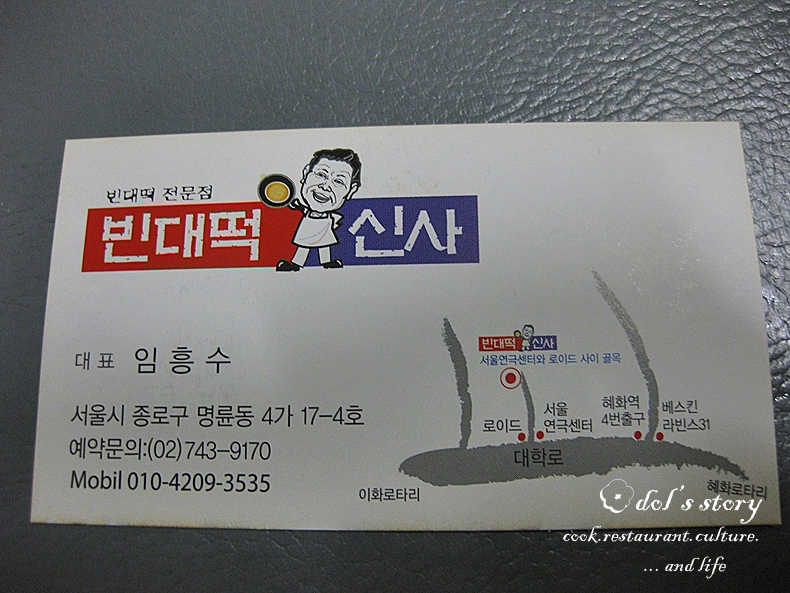 빈대떡 전문점
빈대떡 신사
대표 임흥수
서울시 종로구 명륜동 4가 17-4호
예약문의:(02)743-9170
Mobil 010-4209-3535
빈대떡 신사
서울연극센터와 로이드 사이 골목
로이드
서울
연극센터
혜화역
4번출구
베스킨
라빈스31
대학로
이화로타리
혜화로타리
dol's story
cook.restaurant.culture.
... and life